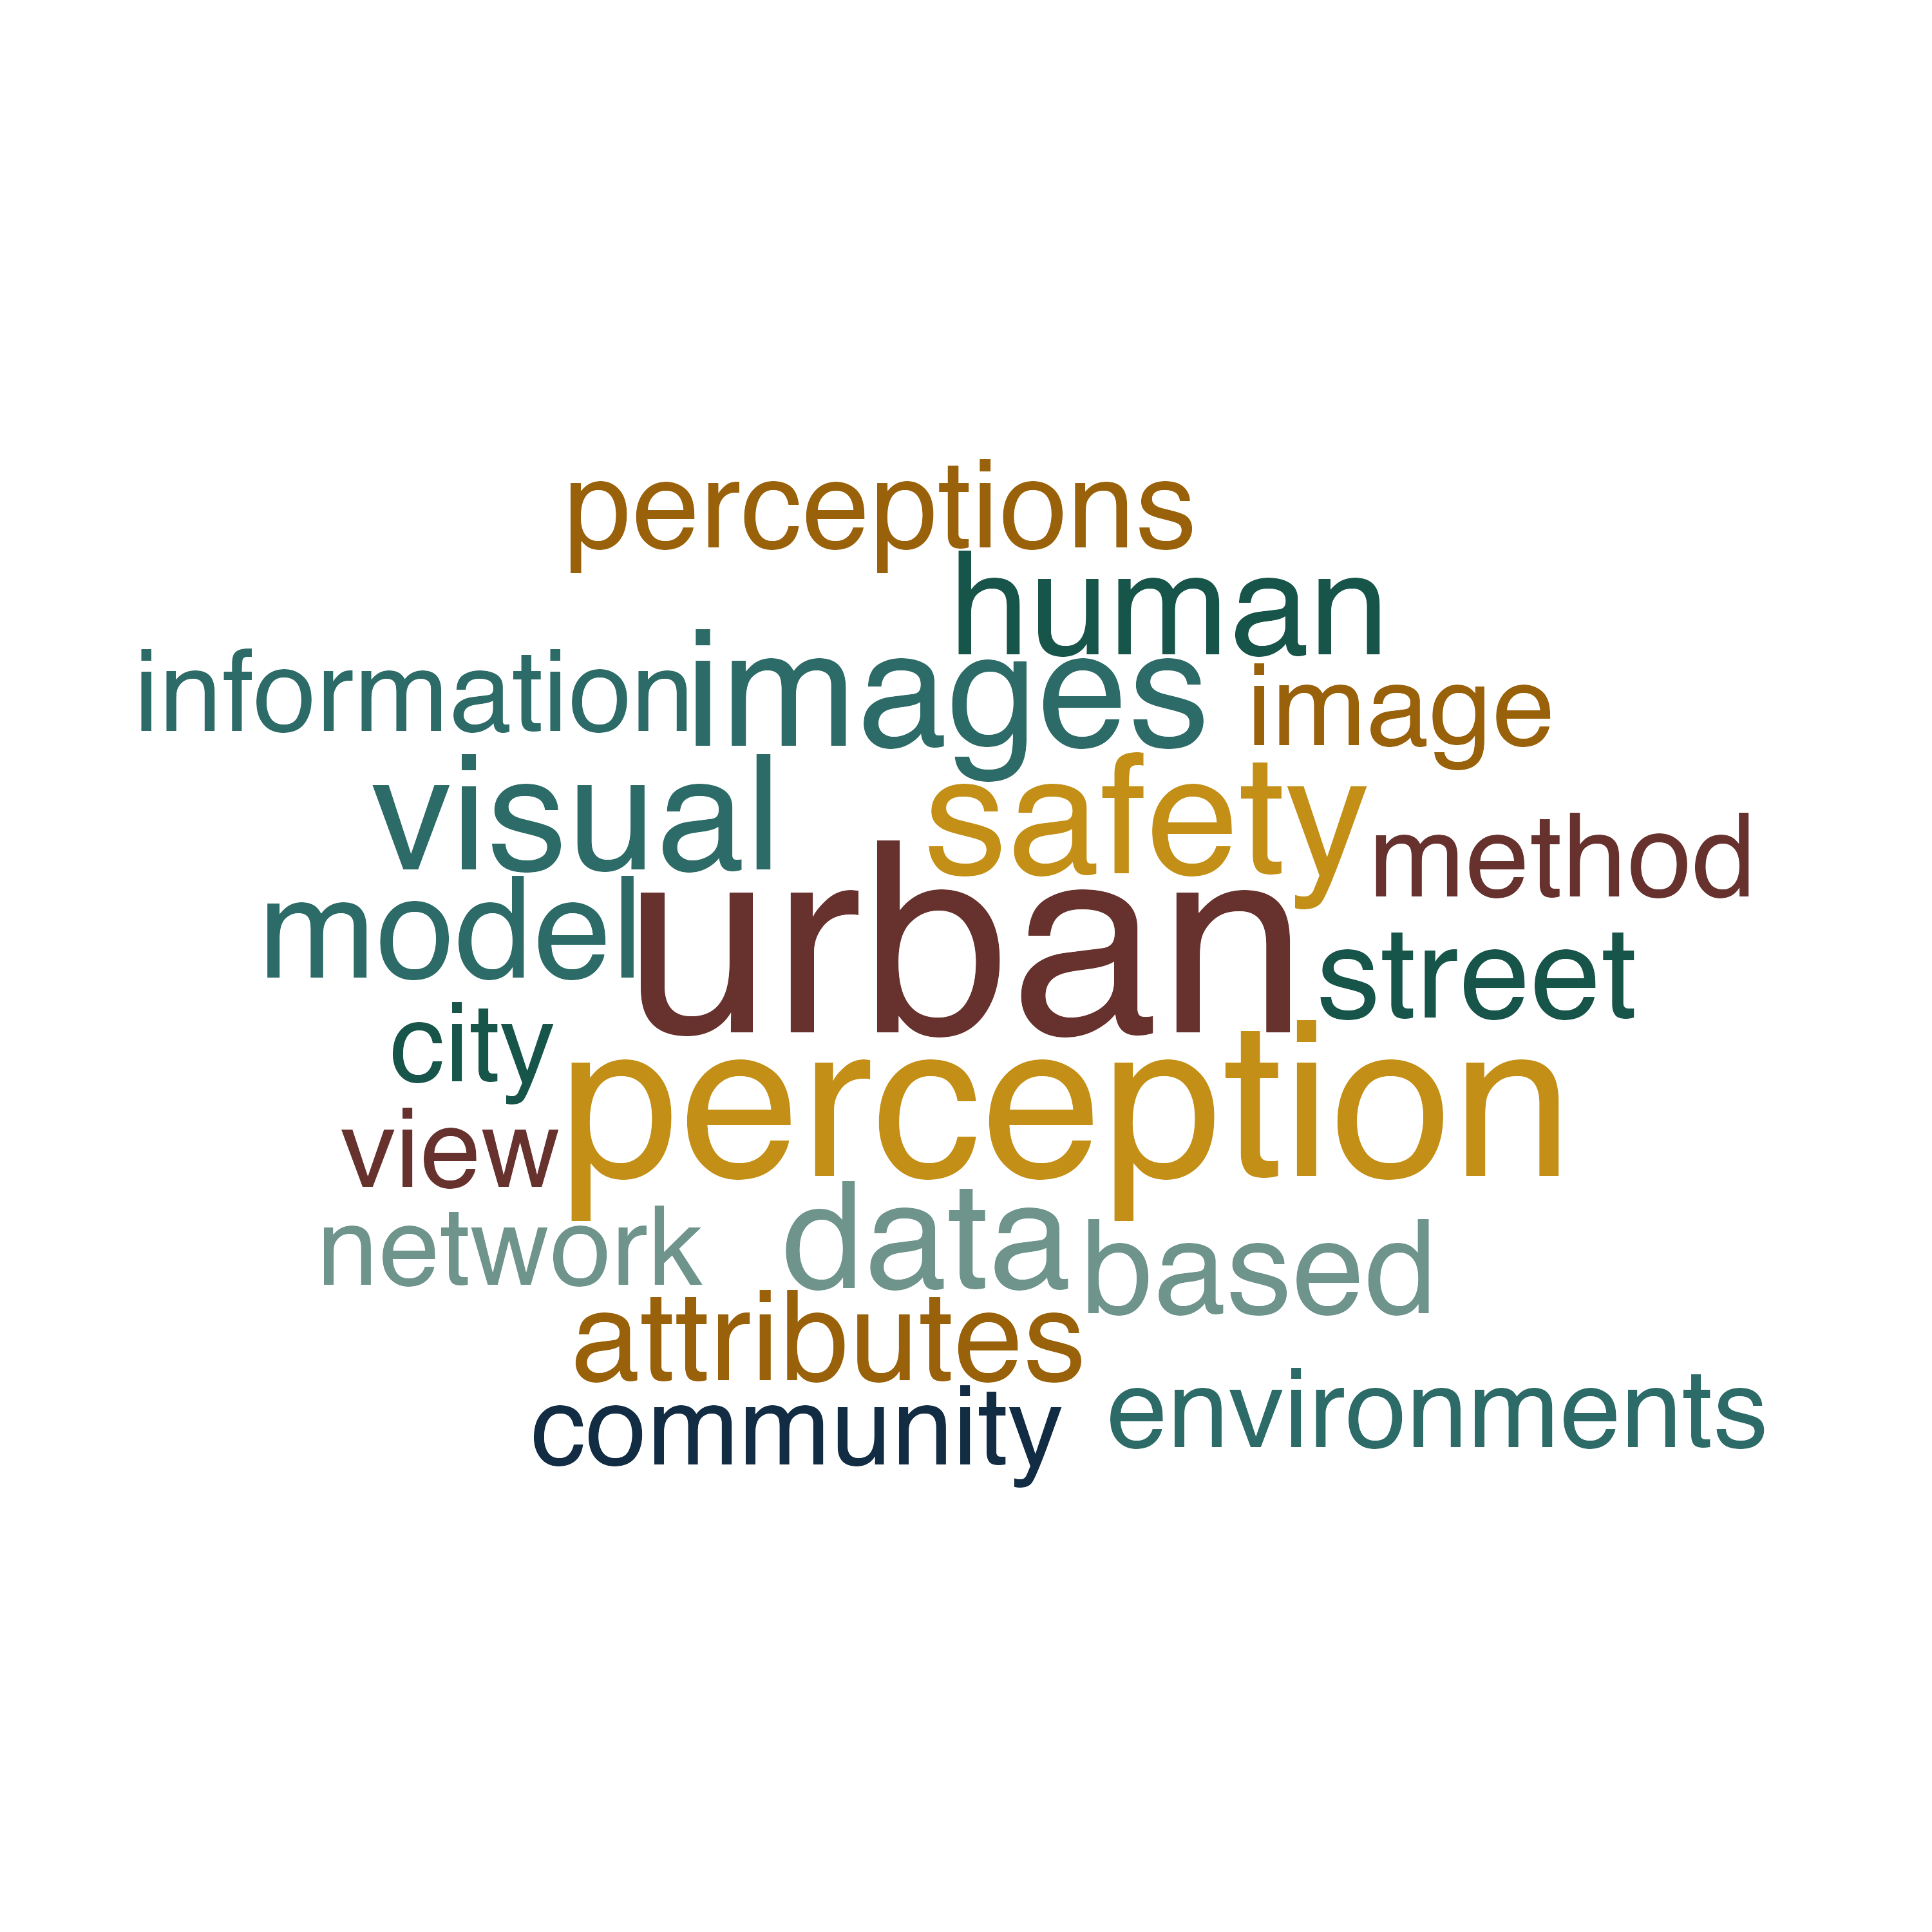 perceptions
human
information images image
visual safety method
model urban street
city
view perception
network data based
attributes
community environments